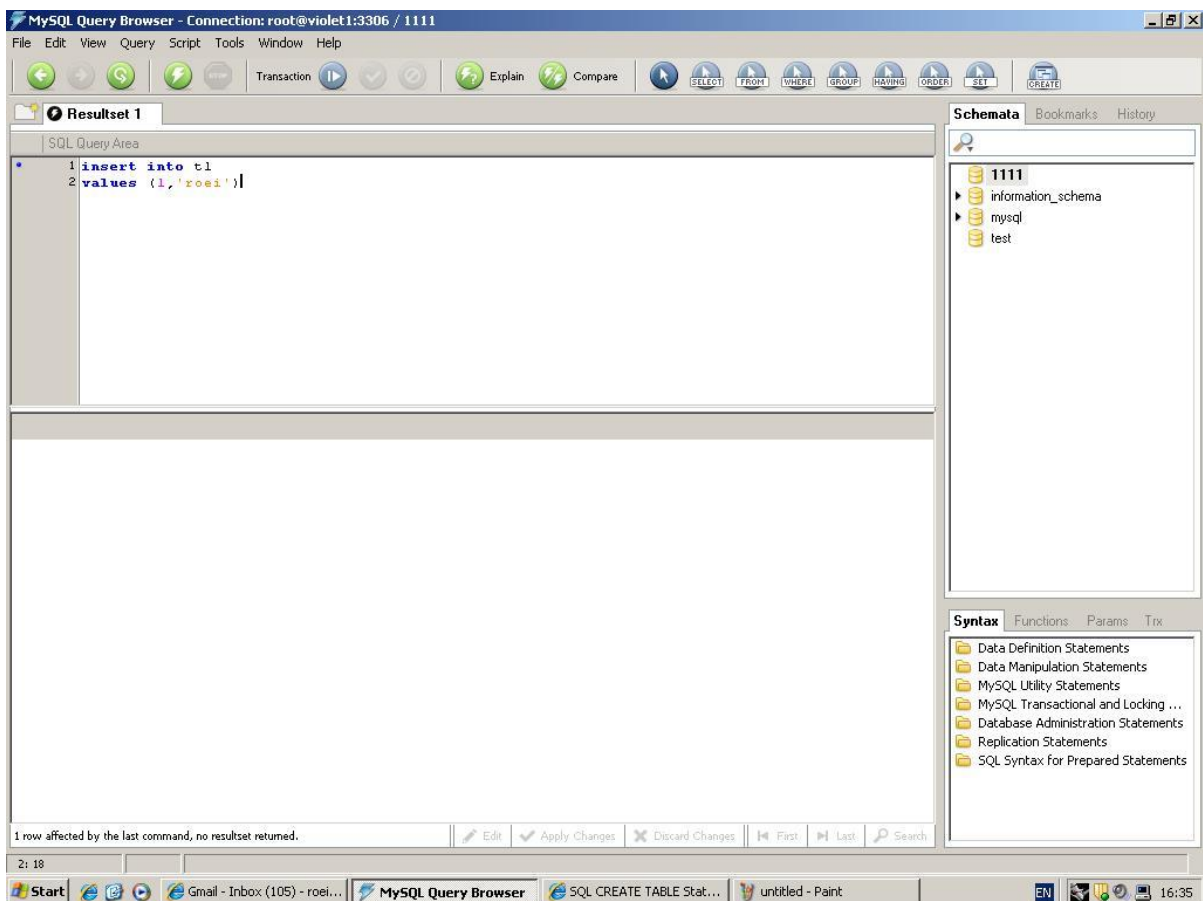 MySQL Query Browser - Connection: root@violet1:3306 / 1111
File Edit View Query Script Tools Window Help
Transaction Explain Compare SELECT FROM WHERE GROUP HAVING ORDER SET CREATE
Resultset 1
SQL Query Area
1 insert into t1
2 values (1,'roei')
1 row affected by the last command, no resultset returned.
Edit Apply Changes Discard Changes First Last Search
2: 18
Schemata Bookmarks History
1111
information_schema
mysql
test
Syntax Functions Params Trx
Data Definition Statements
Data Manipulation Statements
MySQL Utility Statements
MySQL Transactional and Locking ...
Database Administration Statements
Replication Statements
SQL Syntax for Prepared Statements
Start Gmail - Inbox (105) - roei... MySQL Query Browser SQL CREATE TABLE Stat... untitled - Paint EN 16:35